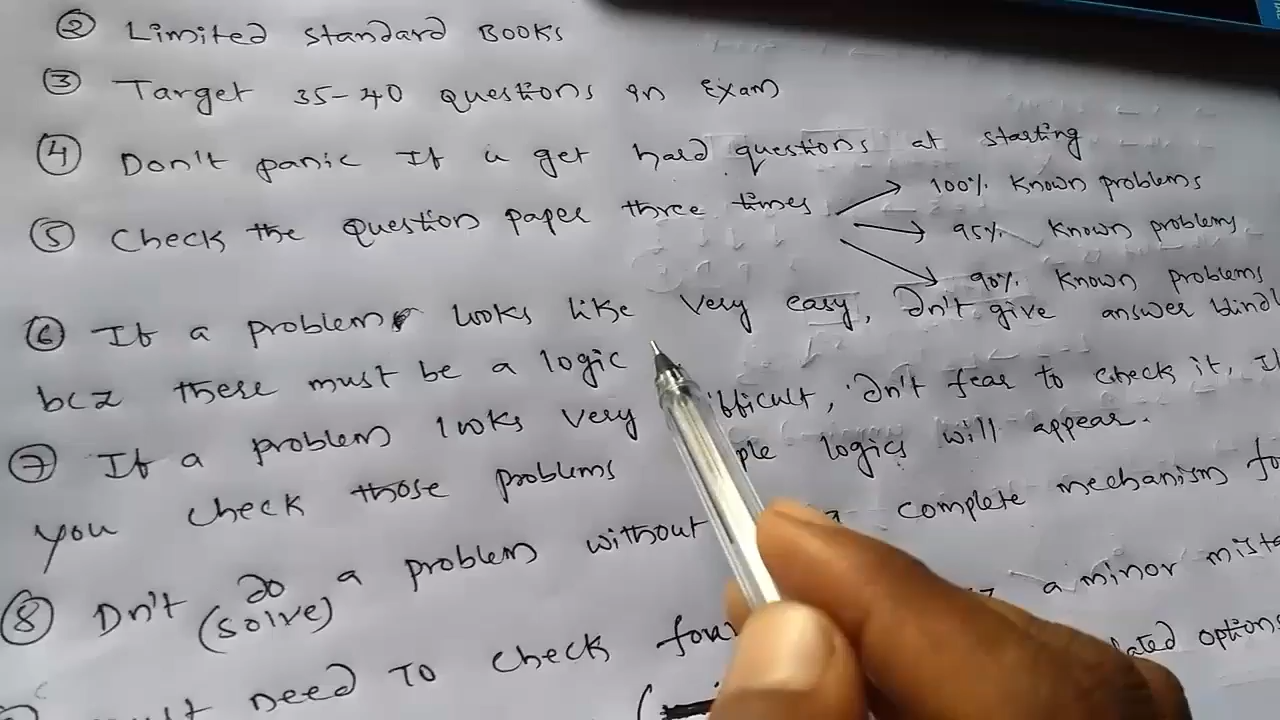 ② Limited standard Books
③ Target 35-40 questions in Exam
④ Don't panic If u get hard questions at starting
⑤ Check the Question paper three times
100% Known problems
95% Known problems
90% Known problems
⑥ If a problem looks like very easy, Don't give answer
bcz there must be a logic
⑦ If a problem looks very difficult, Don't fear to check it, If
you check those problems logics will appear.
⑧ Don't do (solve) a problem without complete mechanism
a minor
need to check options